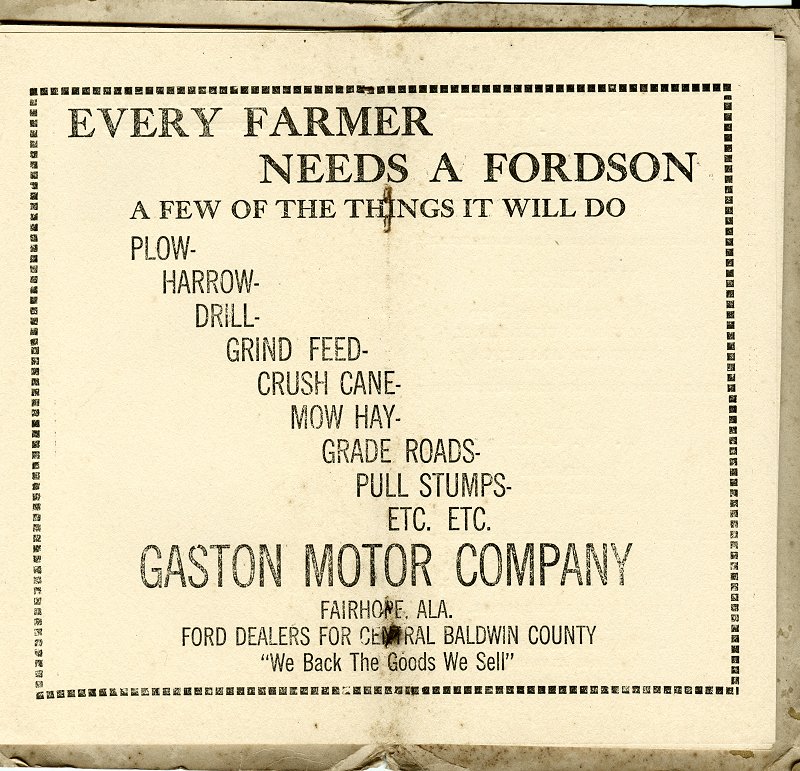 EVERY FARMER
NEEDS A FORDSON
A FEW OF THE THINGS IT WILL DO
PLOW-
HARROW-
DRILL-
GRIND FEED-
CRUSH CANE-
MOW HAY-
GRADE ROADS-
PULL STUMPS-
ETC. ETC.
GASTON MOTOR COMPANY
FAIRHOPE, ALA.
FORD DEALERS FOR CENTRAL BALDWIN COUNTY
"We Back The Goods We Sell"